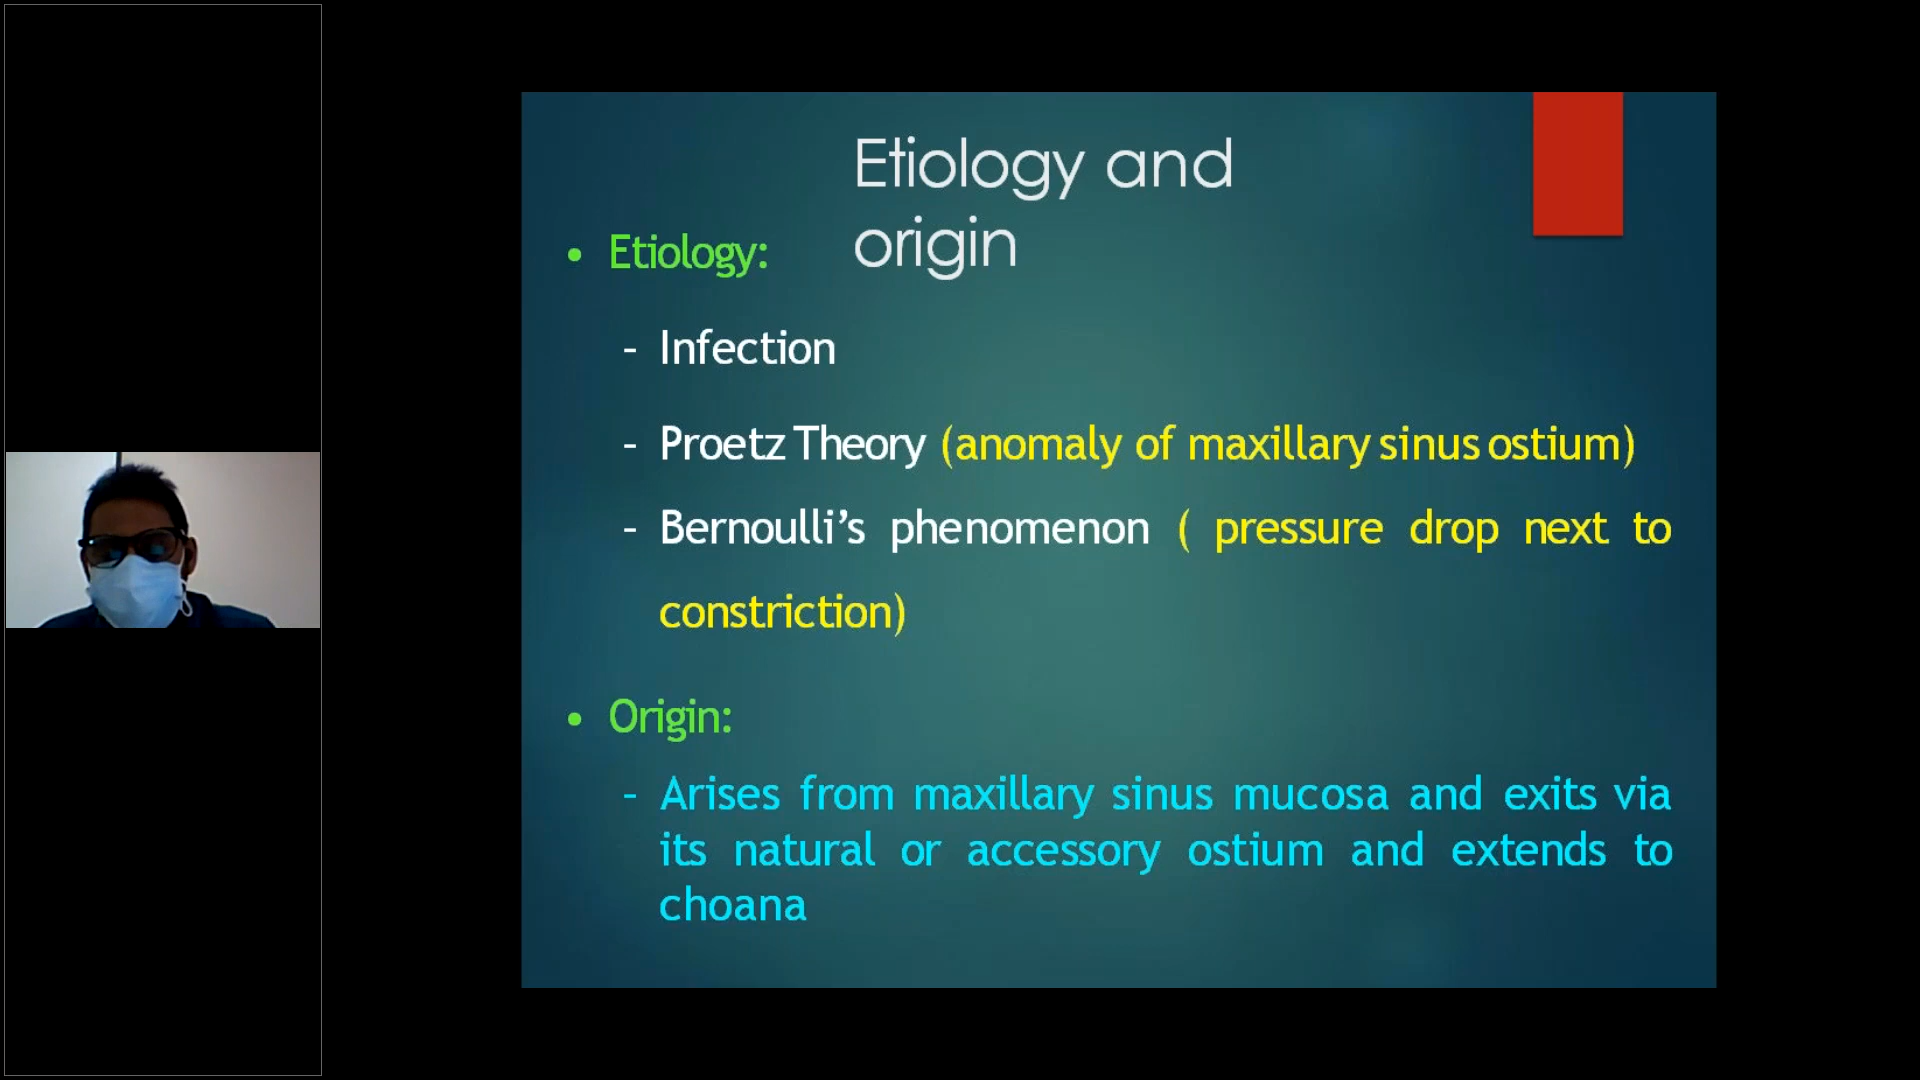 Etiology and
origin
• Etiology:
– Infection
– Proetz Theory (anomaly of maxillary sinus ostium)
– Bernoulli’s phenomenon ( pressure drop next to
constriction)
• Origin:
– Arises from maxillary sinus mucosa and exits via
its natural or accessory ostium and extends to
choana